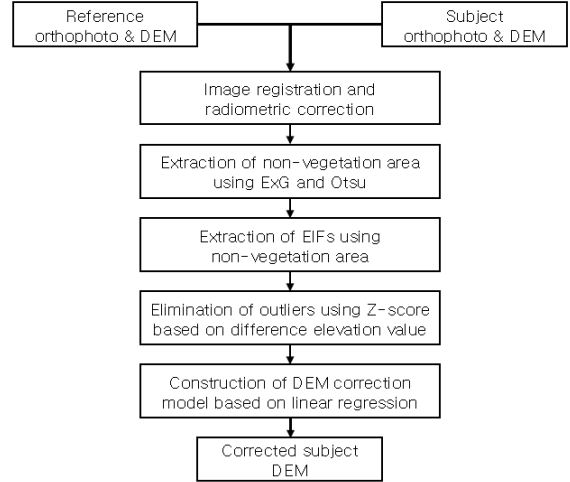 Reference
orthophoto & DEM
Subject
orthophoto & DEM
Image registration and
radiometric correction
Extraction of non-vegetation area
using ExG and Otsu
Extraction of EIFs using
non-vegetation area
Elimination of outliers using Z-score
based on difference elevation value
Construction of DEM correction
model based on linear regression
Corrected subject
DEM